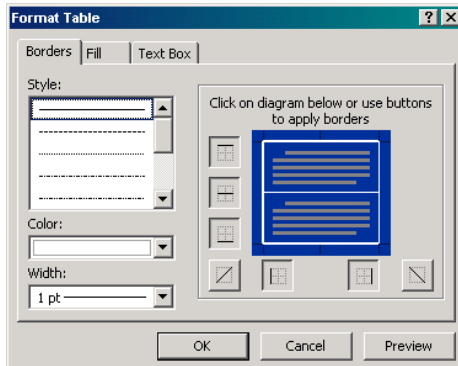 Format Table
Borders Fill Text Box
Style:
Click on diagram below or use buttons
to apply borders
Color:
Width:
1 pt
OK Cancel Preview